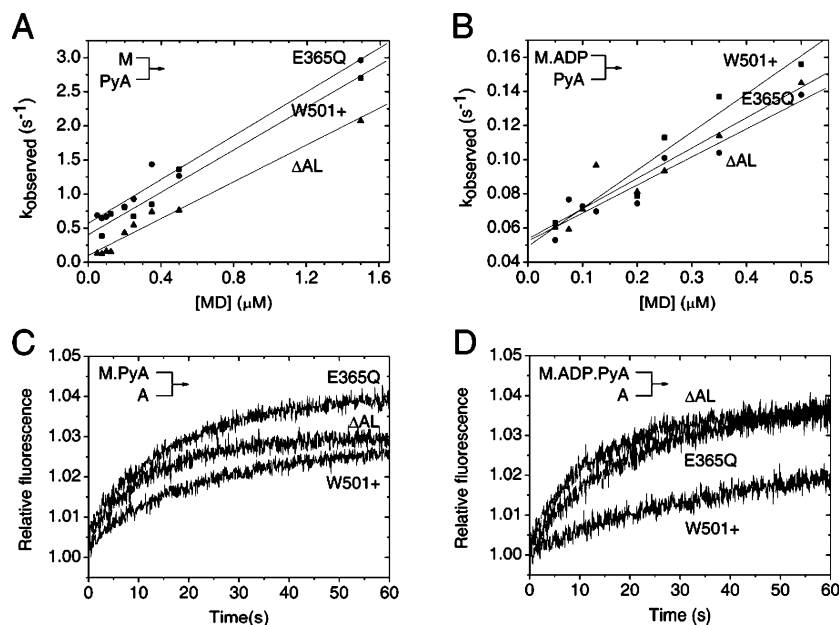 A
M
PyA
E365Q
W501+
ΔAL
kobserved (s-1)
3.0
2.5
2.0
1.5
1.0
0.5
0.0
0.0 0.4 0.8 1.2 1.6
[MD] (μM)
B
M.ADP
PyA
W501+
E365Q
ΔAL
kobserved (s-1)
0.16
0.14
0.12
0.10
0.08
0.06
0.04
0.0 0.1 0.2 0.3 0.4 0.5 0.6
[MD] (μM)
C
M.PyA
A
E365Q
ΔAL
W501+
Relative fluorescence
1.05
1.04
1.03
1.02
1.01
1.00
0 10 20 30 40 50 60
Time(s)
D
M.ADP.PyA
A
ΔAL
E365Q
W501+
Relative fluorescence
1.05
1.04
1.03
1.02
1.01
1.00
0 10 20 30 40 50 60
Time (s)